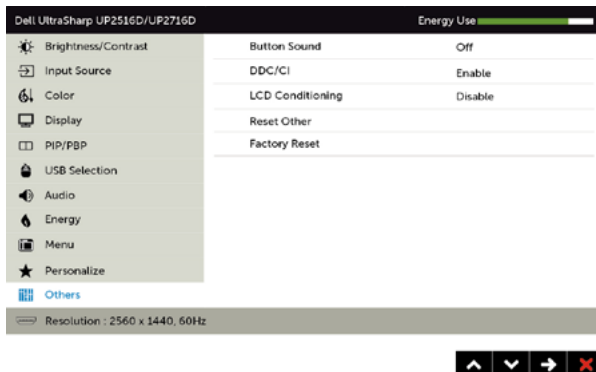 Dell UltraSharp UP2516D/UP2716D Energy Use
Brightness/Contrast Button Sound Off
Input Source DDC/CI Enable
Color LCD Conditioning Disable
Display Reset Other
PIP/PBP Factory Reset
USB Selection
Audio
Energy
Menu
Personalize
Others
Resolution : 2560 x 1440, 60Hz